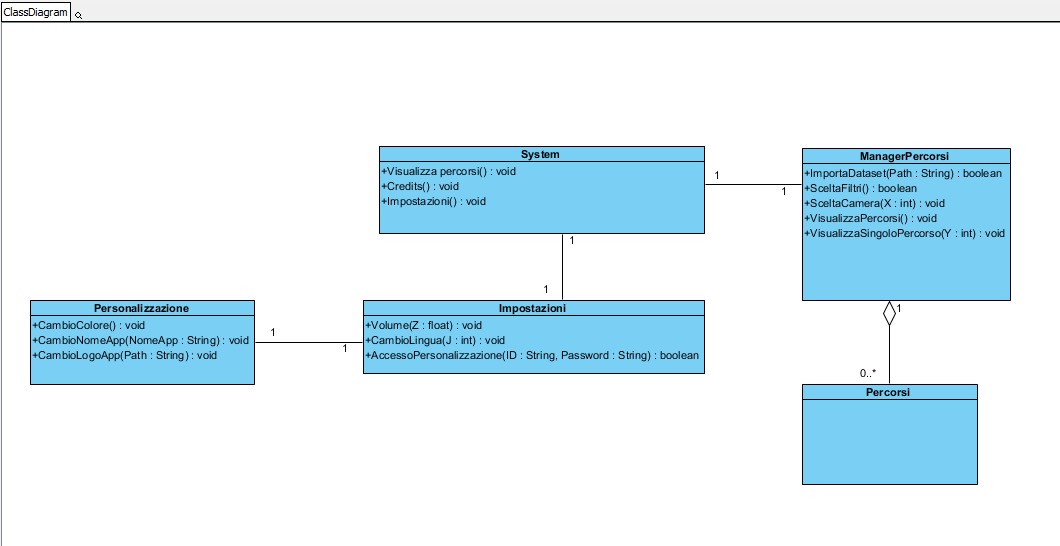 ClassDiagram
System
+Visualizza percorsi() : void
+Credits() : void
+Impostazioni() : void
1
1
ManagerPercorsi
+ImportaDataset(Path : String) : boolean
+SceltaFiltri() : boolean
+SceltaCamera(X : int) : void
+VisualizzaPercorsi() : void
+VisualizzaSingoloPercorso(Y : int) : void
1
1
Personalizzazione
+CambioColore() : void
+CambioNomeApp(NomeApp : String) : void
+CambioLogoApp(Path : String) : void
1
1
Impostazioni
+Volume(Z : float) : void
+CambioLingua(J : int) : void
+AccessoPersonalizzazione(ID : String, Password : String) : boolean
1
0..*
Percorsi